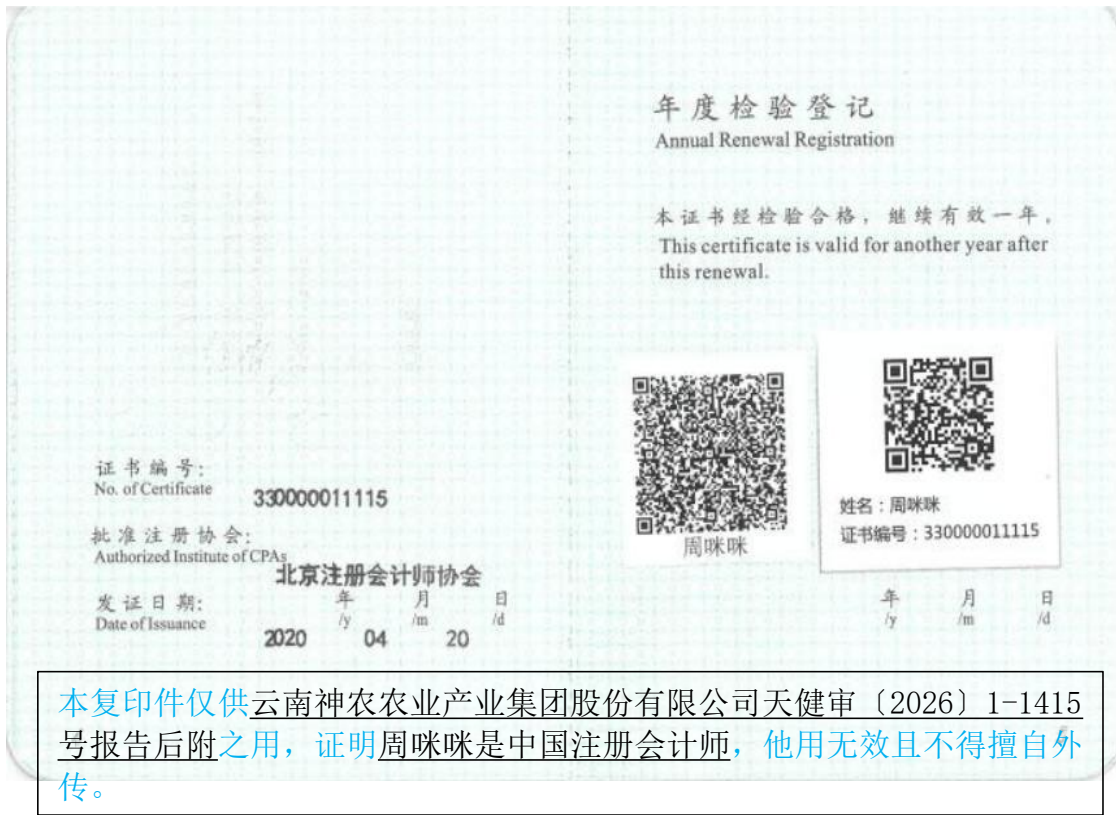 年度检验登记
Annual Renewal Registration
本证书经检验合格，继续有效一年。
This certificate is valid for another year after
this renewal.
证书编号:
No. of Certificate
330000011115
批准注册协会:
Authorized Institute of CPAs
北京注册会计师协会
发证日期:
Date of Issuance
年 月 日
/y /m /d
2020 04 20
周咪咪
姓名：周咪咪
证书编号：330000011115
年 月 日
/y /m /d
本复印件仅供云南神农农业产业集团股份有限公司天健审〔2026〕1-1415
号报告后附之用，证明周咪咪是中国注册会计师，他用无效且不得擅自外
传。